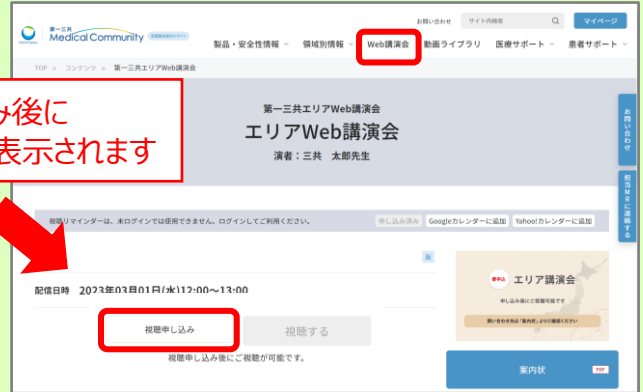 お問い合わせ サイト内検索 マイページ
第一三共
Medical Community
製品・安全性情報 領域別情報 Web講演会 動画ライブラリ 医療サポート 患者サポート
TOP > コンテンツ > 第一三共エリアWeb講演会
み後に
表示されます
第一三共エリアWeb講演会
エリアWeb講演会
演者：三共 太郎先生
お問い合わせ
担当MRに連絡する
視聴リマインダーは、未ログインでは使用できません。ログインしてご利用ください。
申し込み済み Googleカレンダーに追加 Yahoo!カレンダーに追加
医
配信日時 2023年03月01日(水)12:00～13:00
視聴申し込み 視聴する
視聴申し込み後にご視聴が可能です。
要申込 エリア講演会
申し込み後にご視聴可能です
案内状 PDF